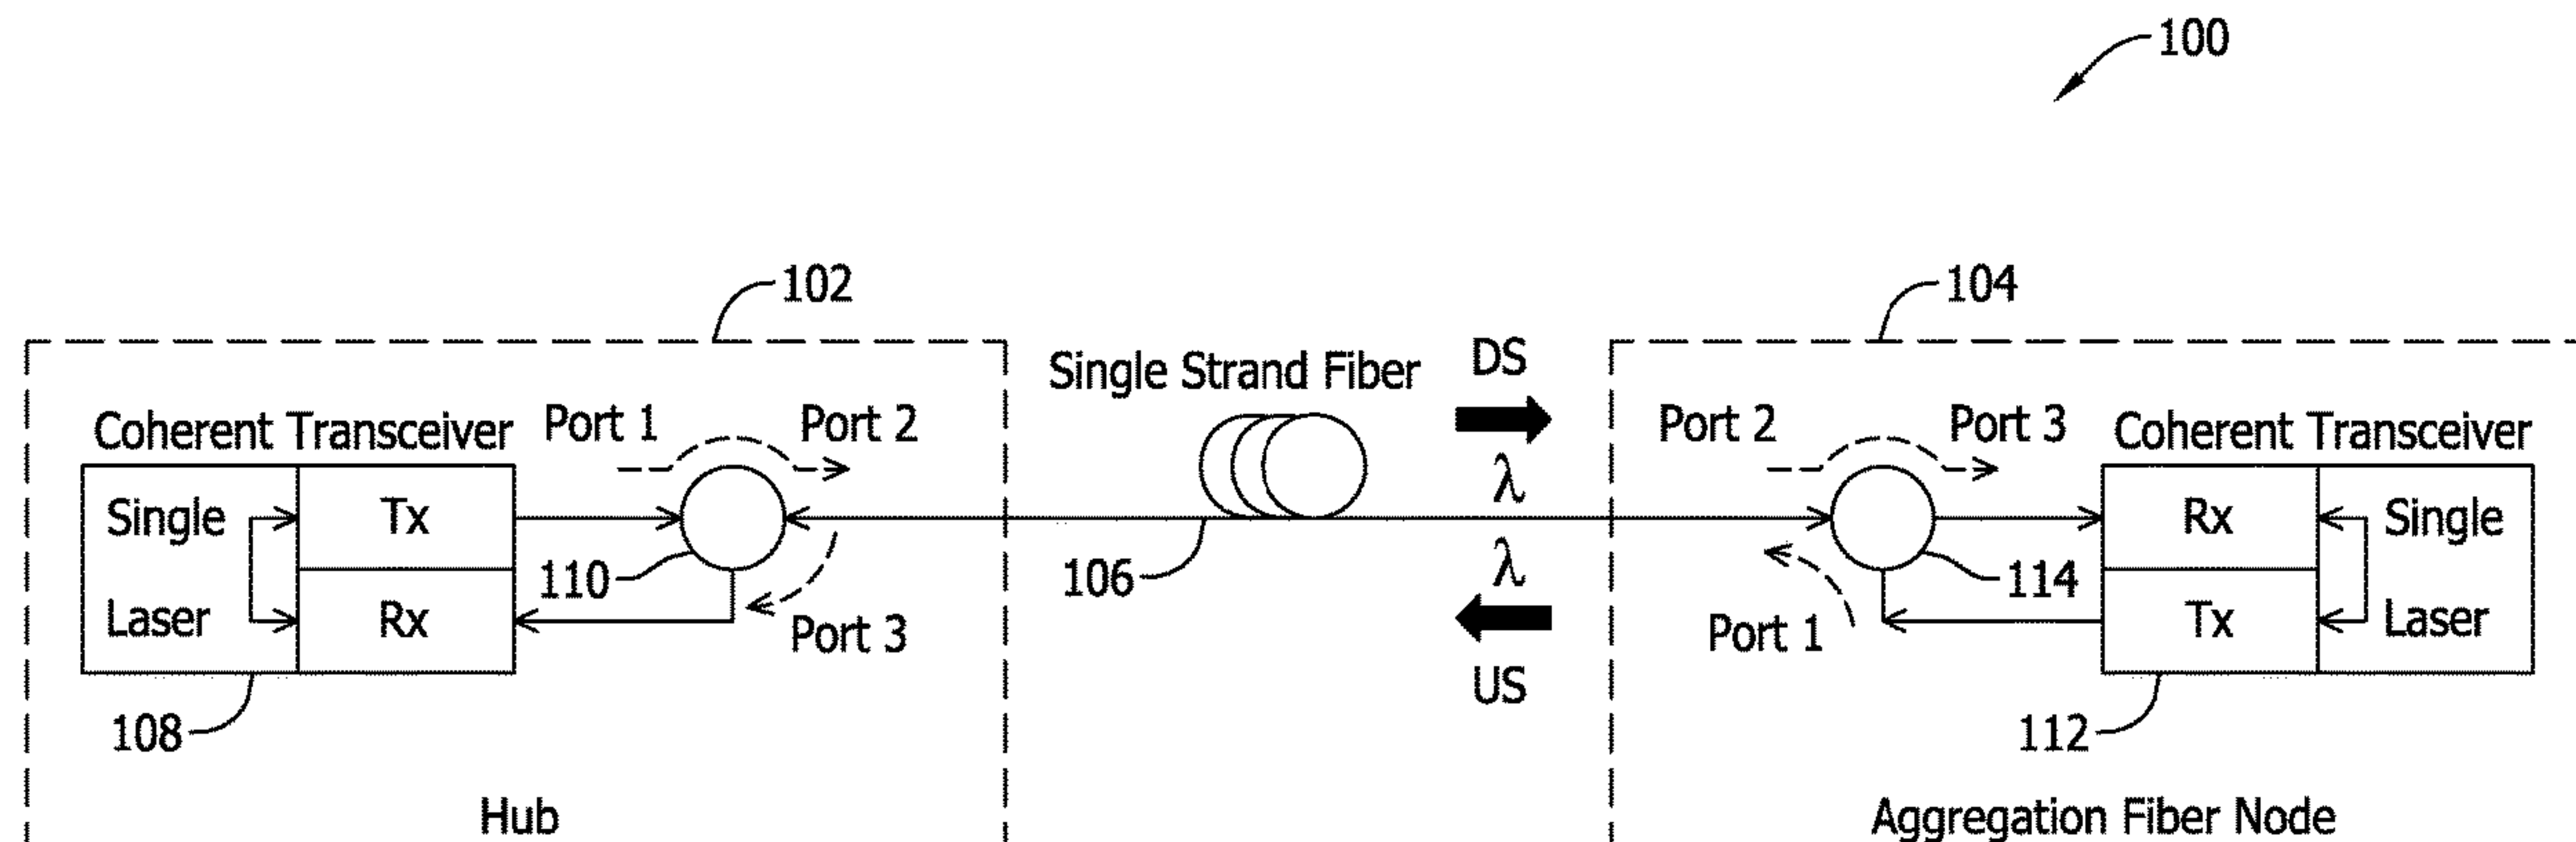 100
102
104
Single Strand Fiber
DS
λ
λ
US
106
Coherent Transceiver
Port 1
Port 2
Single
Laser
Tx
Rx
110
Port 3
108
Hub
Port 2
Port 3
Coherent Transceiver
Rx
Tx
Single
Laser
Port 1
114
112
Aggregation Fiber Node